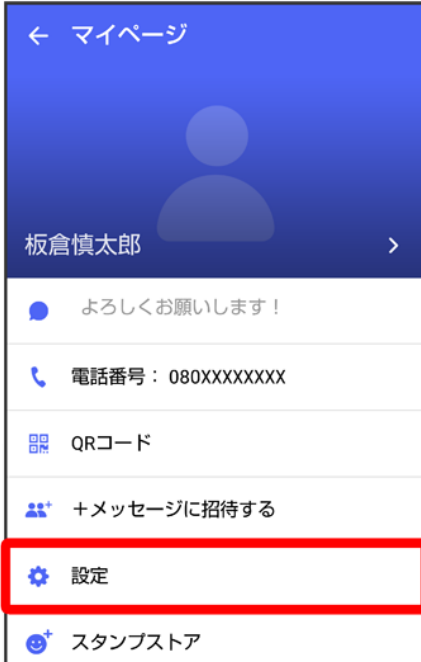 マイページ
板倉慎太郎
よろしくお願いします！
電話番号： 080XXXXXXXX
QRコード
＋メッセージに招待する
設定
スタンプストア